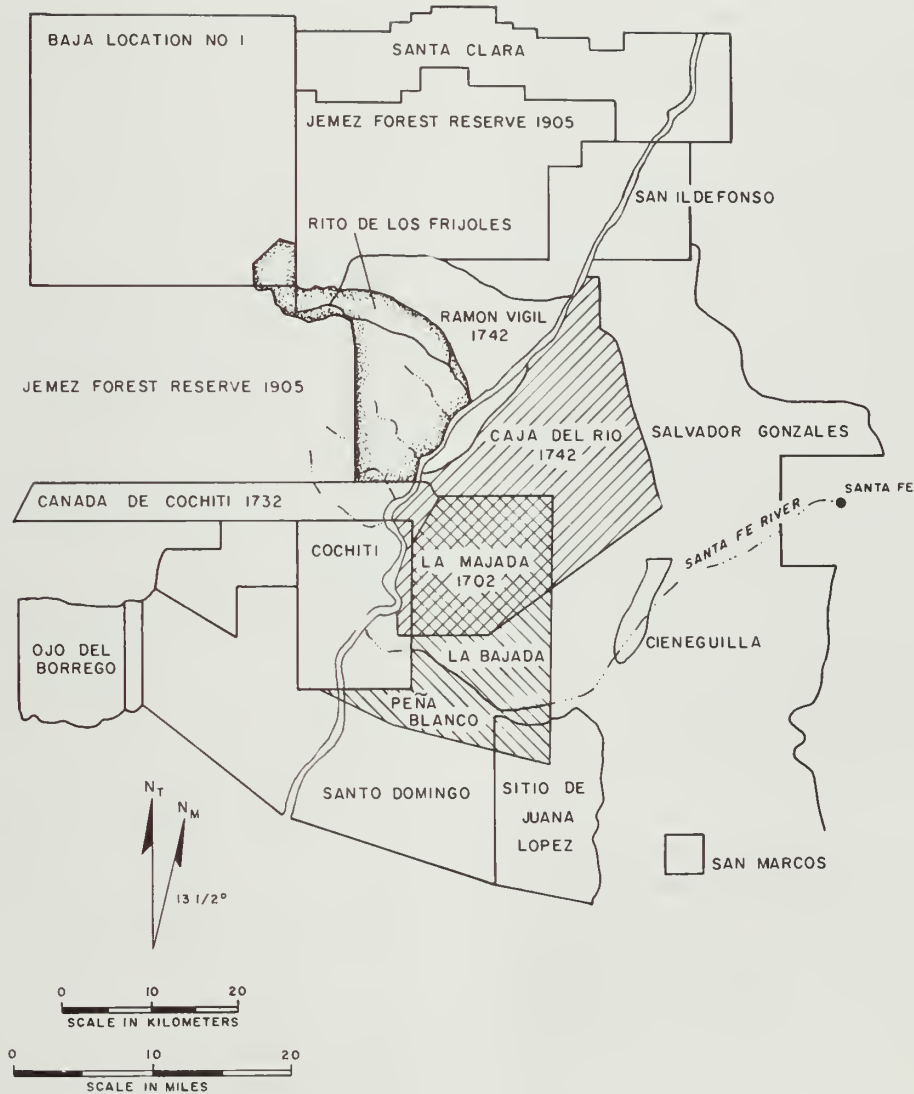 BAJA LOCATION NO 1
SANTA CLARA
JEMEZ FOREST RESERVE 1905
SAN ILDEFONSO
RITO DE LOS FRIJOLES
RAMON VIGIL
1742
JEMEZ FOREST RESERVE 1905
CAJA DEL RIO
1742
SALVADOR GONZALES
CANADA DE COCHITI 1732
SANTA FE
SANTA FE RIVER
COCHITI
LA MAJADA
1702
OJO DEL
BORREGO
LA BAJADA
CIENEGUILLA
PEÑA
BLANCO
SANTO DOMINGO
SITIO DE
JUANA
LOPEZ
SAN MARCOS
NT
NM
13 1/2°
0 10 20
SCALE IN KILOMETERS
0 10 20
SCALE IN MILES